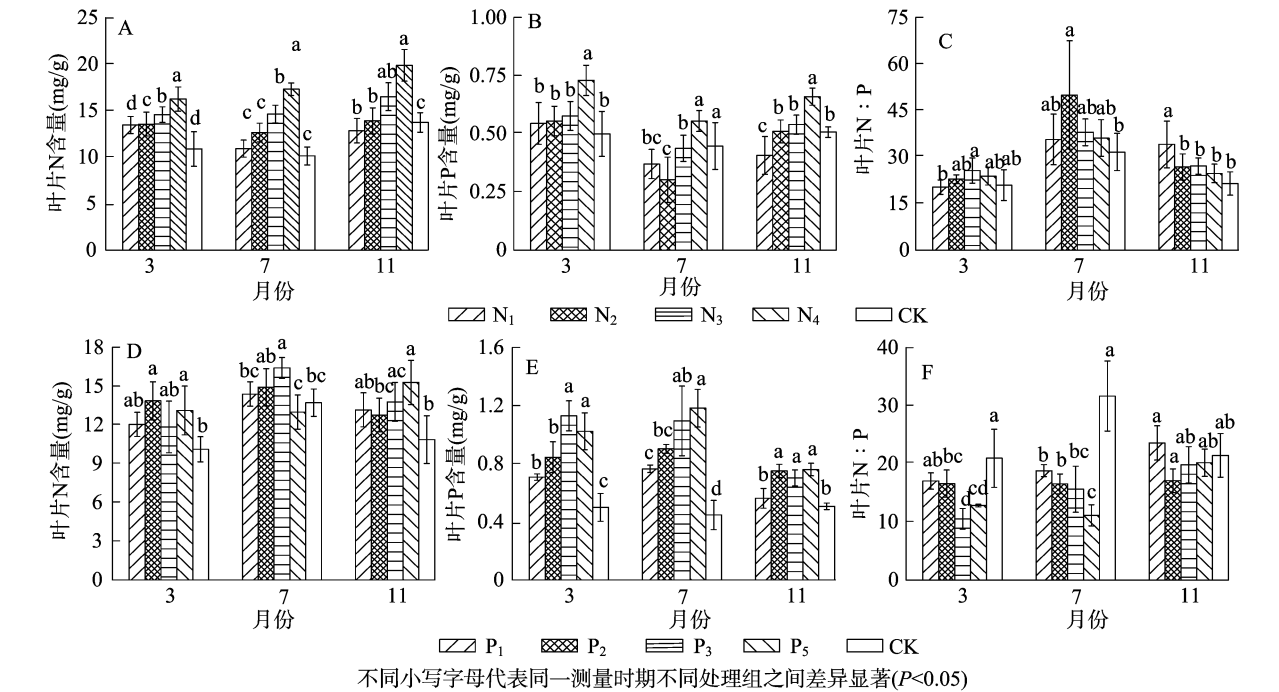 A
叶片N含量(mg/g)
25
20
15
10
5
0
d c b a d
c c b a c
b b ab a c
3 7 11
月份
B
叶片P含量(mg/g)
1.00
0.75
0.50
0.25
0
b b b a b
bc c b a a
c b b a b
3 7 11
月份
C
叶片N：P
75
60
45
30
15
0
b ab a ab ab
ab a ab ab b
a b b b b
3 7 11
月份
N1 N2 N3 N4 CK
D
叶片N含量(mg/g)
18
15
12
9
6
3
0
ab a ab a b
bc ab a c bc
ab bc ac a b
3 7 11
月份
E
叶片P含量(mg/g)
1.6
1.2
0.8
0.4
0
b b a a c
c bc ab a d
b a a a b
3 7 11
月份
F
叶片N：P
40
30
20
10
0
ab bc d cd a
b b bc c a
a a ab ab ab
3 7 11
月份
P1 P2 P3 P5 CK
不同小写字母代表同一测量时期不同处理组之间差异显著(P<0.05)